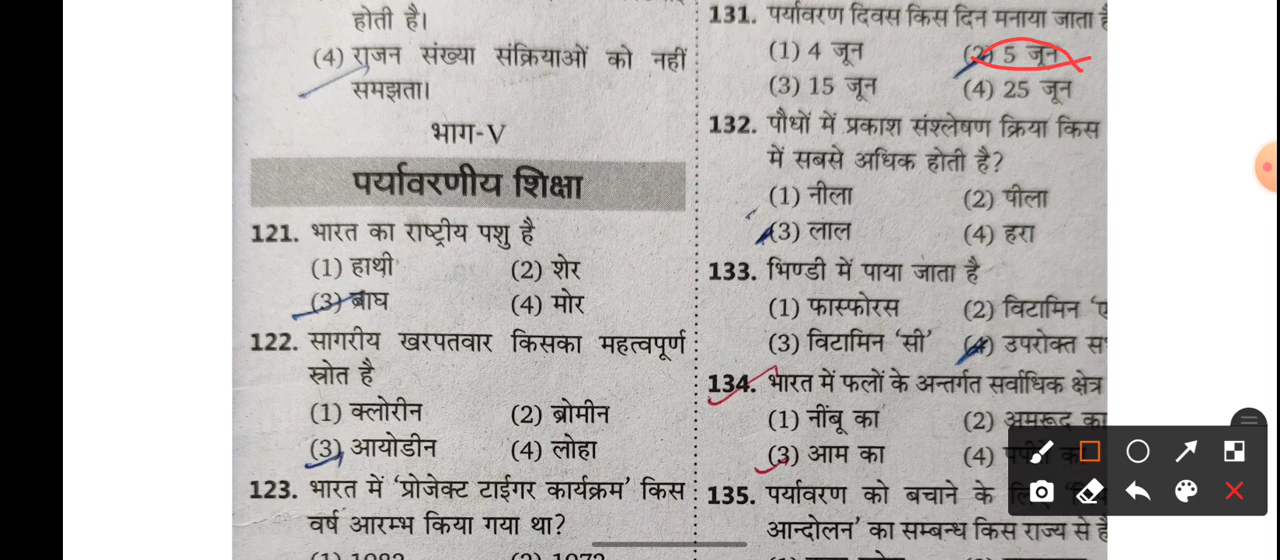 होती है।
(4) राजन संख्या संक्रियाओं को नहीं
समझता।
भाग-V
पर्यावरणीय शिक्षा
121. भारत का राष्ट्रीय पशु है
(1) हाथी (2) शेर
(3) बाघ (4) मोर
122. सागरीय खरपतवार किसका महत्वपूर्ण
स्रोत है
(1) क्लोरीन (2) ब्रोमीन
(3) आयोडीन (4) लोहा
123. भारत में ‘प्रोजेक्ट टाईगर कार्यक्रम’ किस
वर्ष आरम्भ किया गया था?
131. पर्यावरण दिवस किस दिन मनाया जाता
(1) 4 जून (2) 5 जून
(3) 15 जून (4) 25 जून
132. पौधों में प्रकाश संश्लेषण क्रिया किस
में सबसे अधिक होती है?
(1) नीला (2) पीला
(3) लाल (4) हरा
133. भिण्डी में पाया जाता है
(1) फास्फोरस (2) विटामिन
(3) विटामिन ‘सी’ (4) उपरोक्त
134. भारत में फलों के अन्तर्गत सर्वाधिक क्षेत्र
(1) नींबू का (2) अमरूद का
(3) आम का (4)
135. पर्यावरण को बचाने के
आन्दोलन’ का सम्बन्ध किस राज्य से